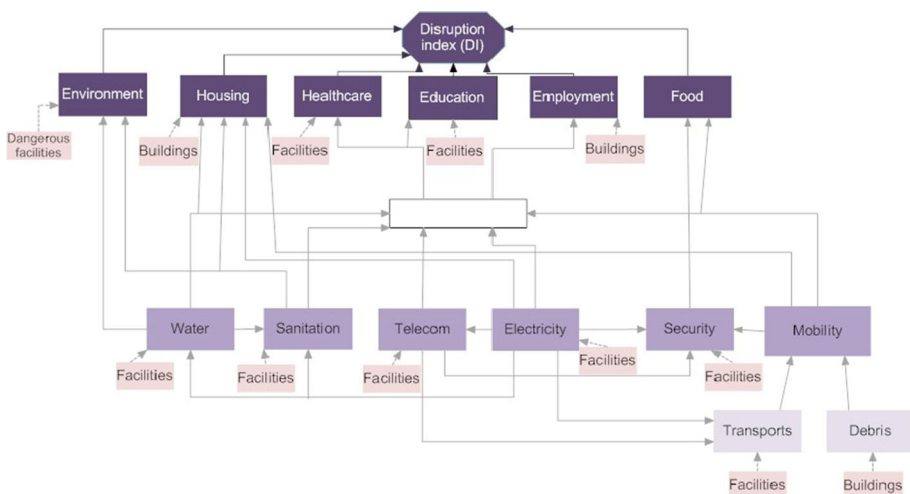 Disruption
index (DI)
Environment
Housing
Healthcare
Education
Employment
Food
Dangerous
facilities
Buildings
Facilities
Facilities
Buildings
Water
Sanitation
Telecom
Electricity
Security
Mobility
Facilities
Facilities
Facilities
Facilities
Facilities
Transports
Debris
Facilities
Buildings